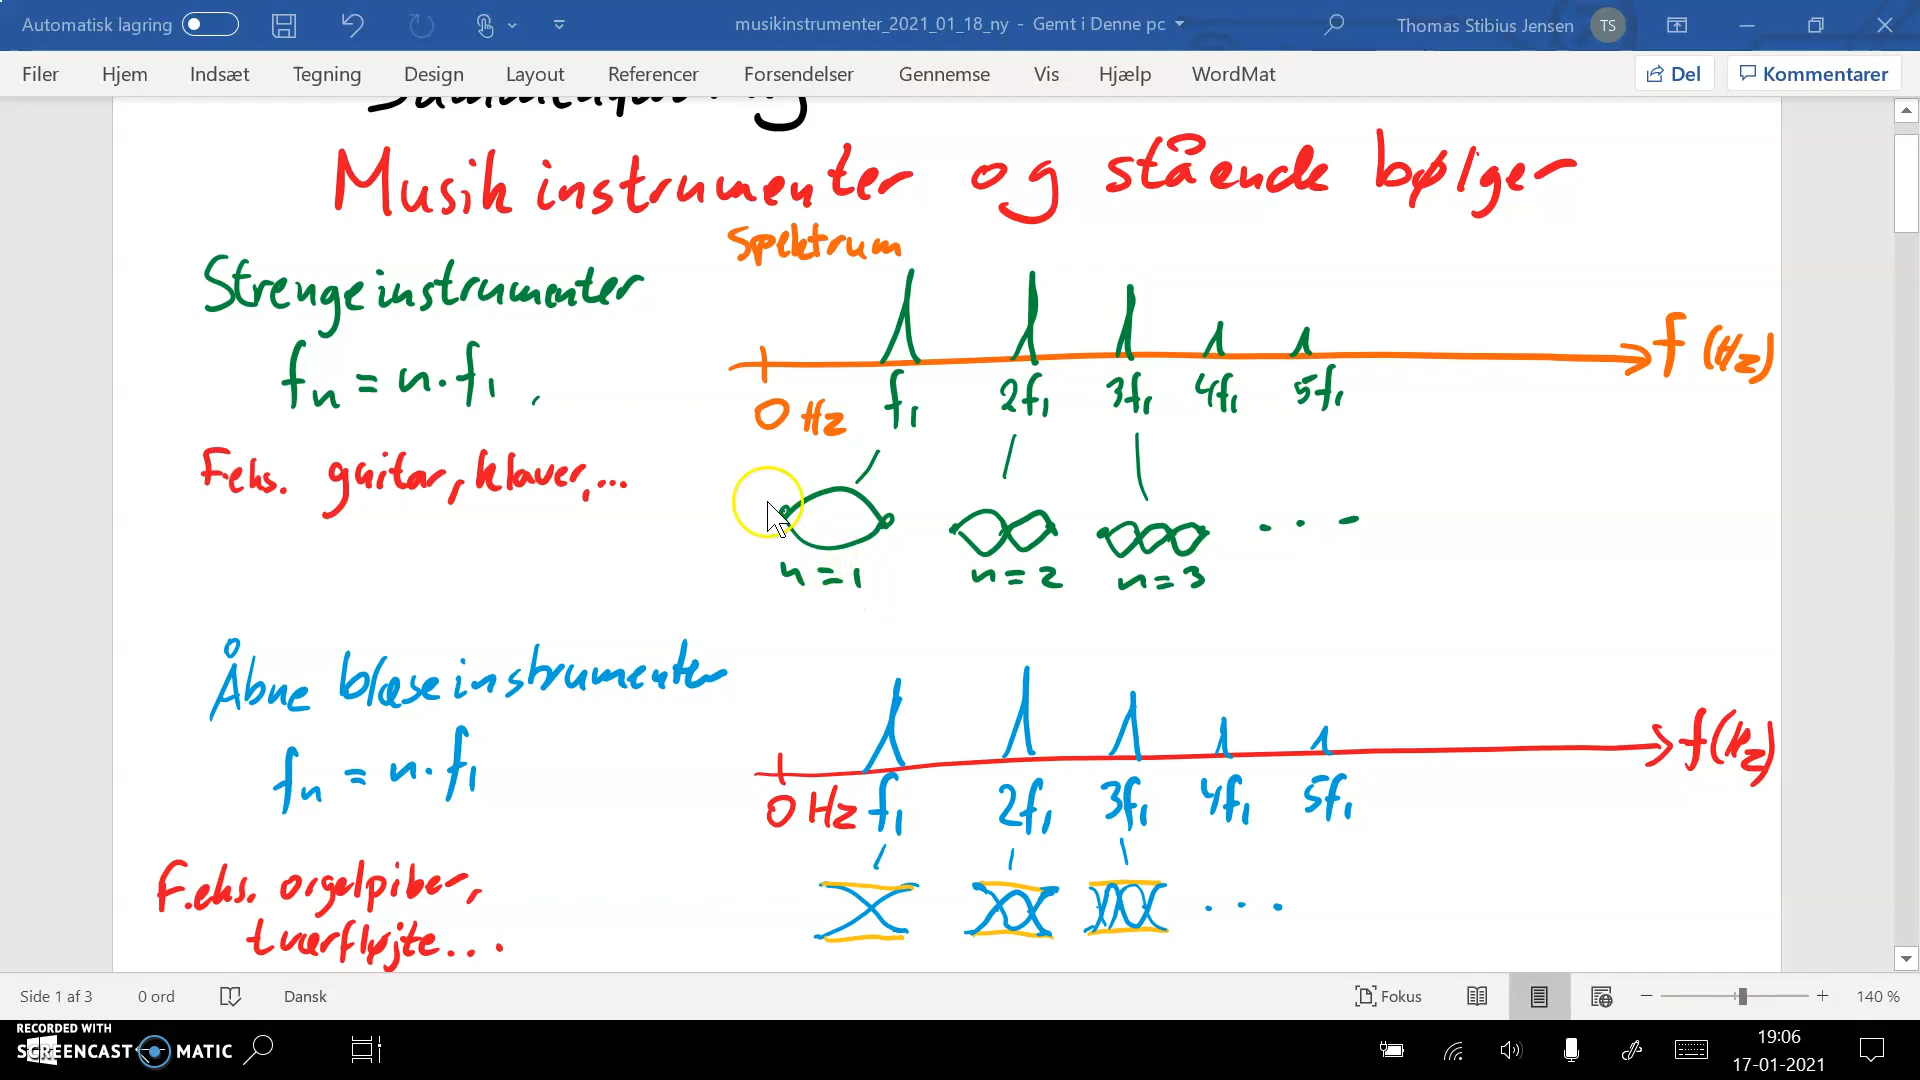 Automatisk lagring
musikinstrumenter_2021_01_18_ny - Gemt i Denne pc
Thomas Stibius Jensen TS
Filer Hjem Indsæt Tegning Design Layout Referencer Forsendelser Gennemse Vis Hjælp WordMat
Del Kommentarer
Musikinstrumenter og stående bølger
Spektrum
Strengeinstrumenter
fn = n·f1
f (Hz)
0 Hz f1 2f1 3f1 4f1 5f1
F.eks. guitar, klaver,...
n=1 n=2 n=3
Åbne blæseinstrumenter
fn = n·f1
f(Hz)
0 Hz f1 2f1 3f1 4f1 5f1
F.eks. orgelpiber,
tværfløjte...
Side 1 af 3 0 ord Dansk Fokus 140 %
RECORDED WITH
SCREENCAST MATIC
19:06
17-01-2021